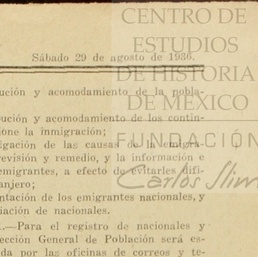 CENTRO DE
ESTUDIOS
DE HISTORIA
DE MÉXICO
FUNDACIÓN
Carlos Slim
Sábado 29 de agosto de 1936.
ución y acomodamiento de la pobla-
bución y acomodamiento de los contin-
ione la inmigración;
igación de las causas de la emigra-
revisión y remedio, y la información e
emigrantes, a efecto de evitarles difi-
anjero;
ntación de los emigrantes nacionales, y
iación de nacionales.
.—Para el registro de nacionales y
ección General de Población será es-
da por las oficinas de correos y te-